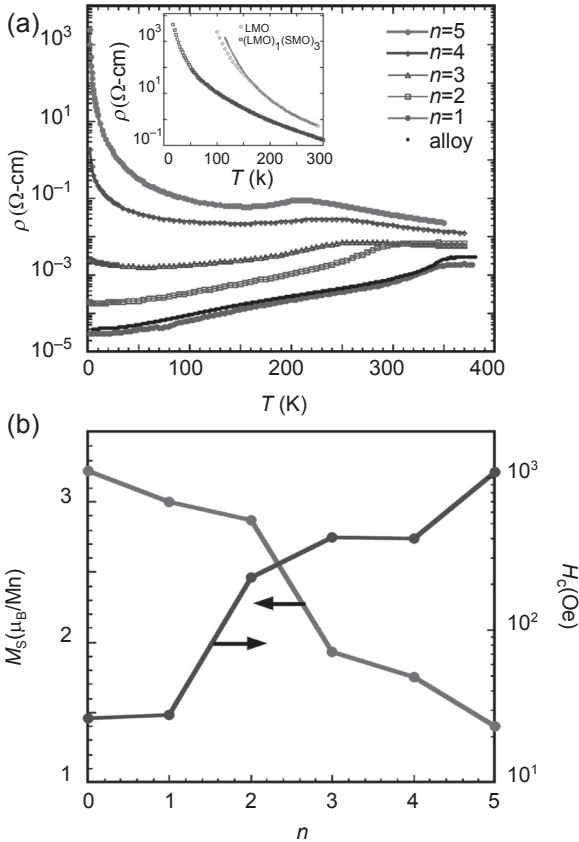 (a)
10³
10¹
10⁻¹
10⁻³
10⁻⁵
ρ (Ω-cm)
0 100 200 300 400
T (K)
10³
10¹
10⁻¹
ρ (Ω-cm)
0 100 200 300
T (k)
LMO
(LMO)₁(SMO)₃
n=5
n=4
n=3
n=2
n=1
alloy
(b)
3
2
1
M_S(μ_B/Mn)
10³
10²
10¹
H_c(Oe)
0 1 2 3 4 5
n